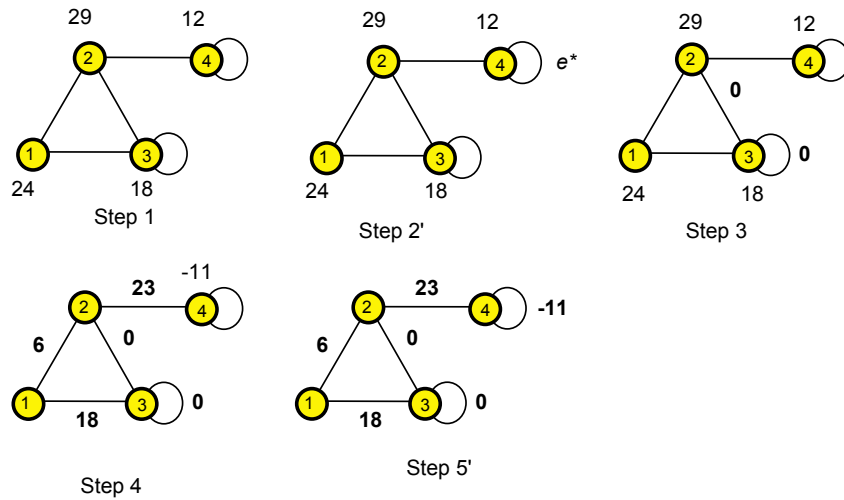 29 12
2 4
1 3
24 18
Step 1
29 12
2 4 e*
1 3
24 18
Step 2'
29 12
2 4
0
1 3 0
24 18
Step 3
-11
23
2 4
6 0
1 3 0
18
Step 4
23
2 4 -11
6 0
1 3 0
18
Step 5'